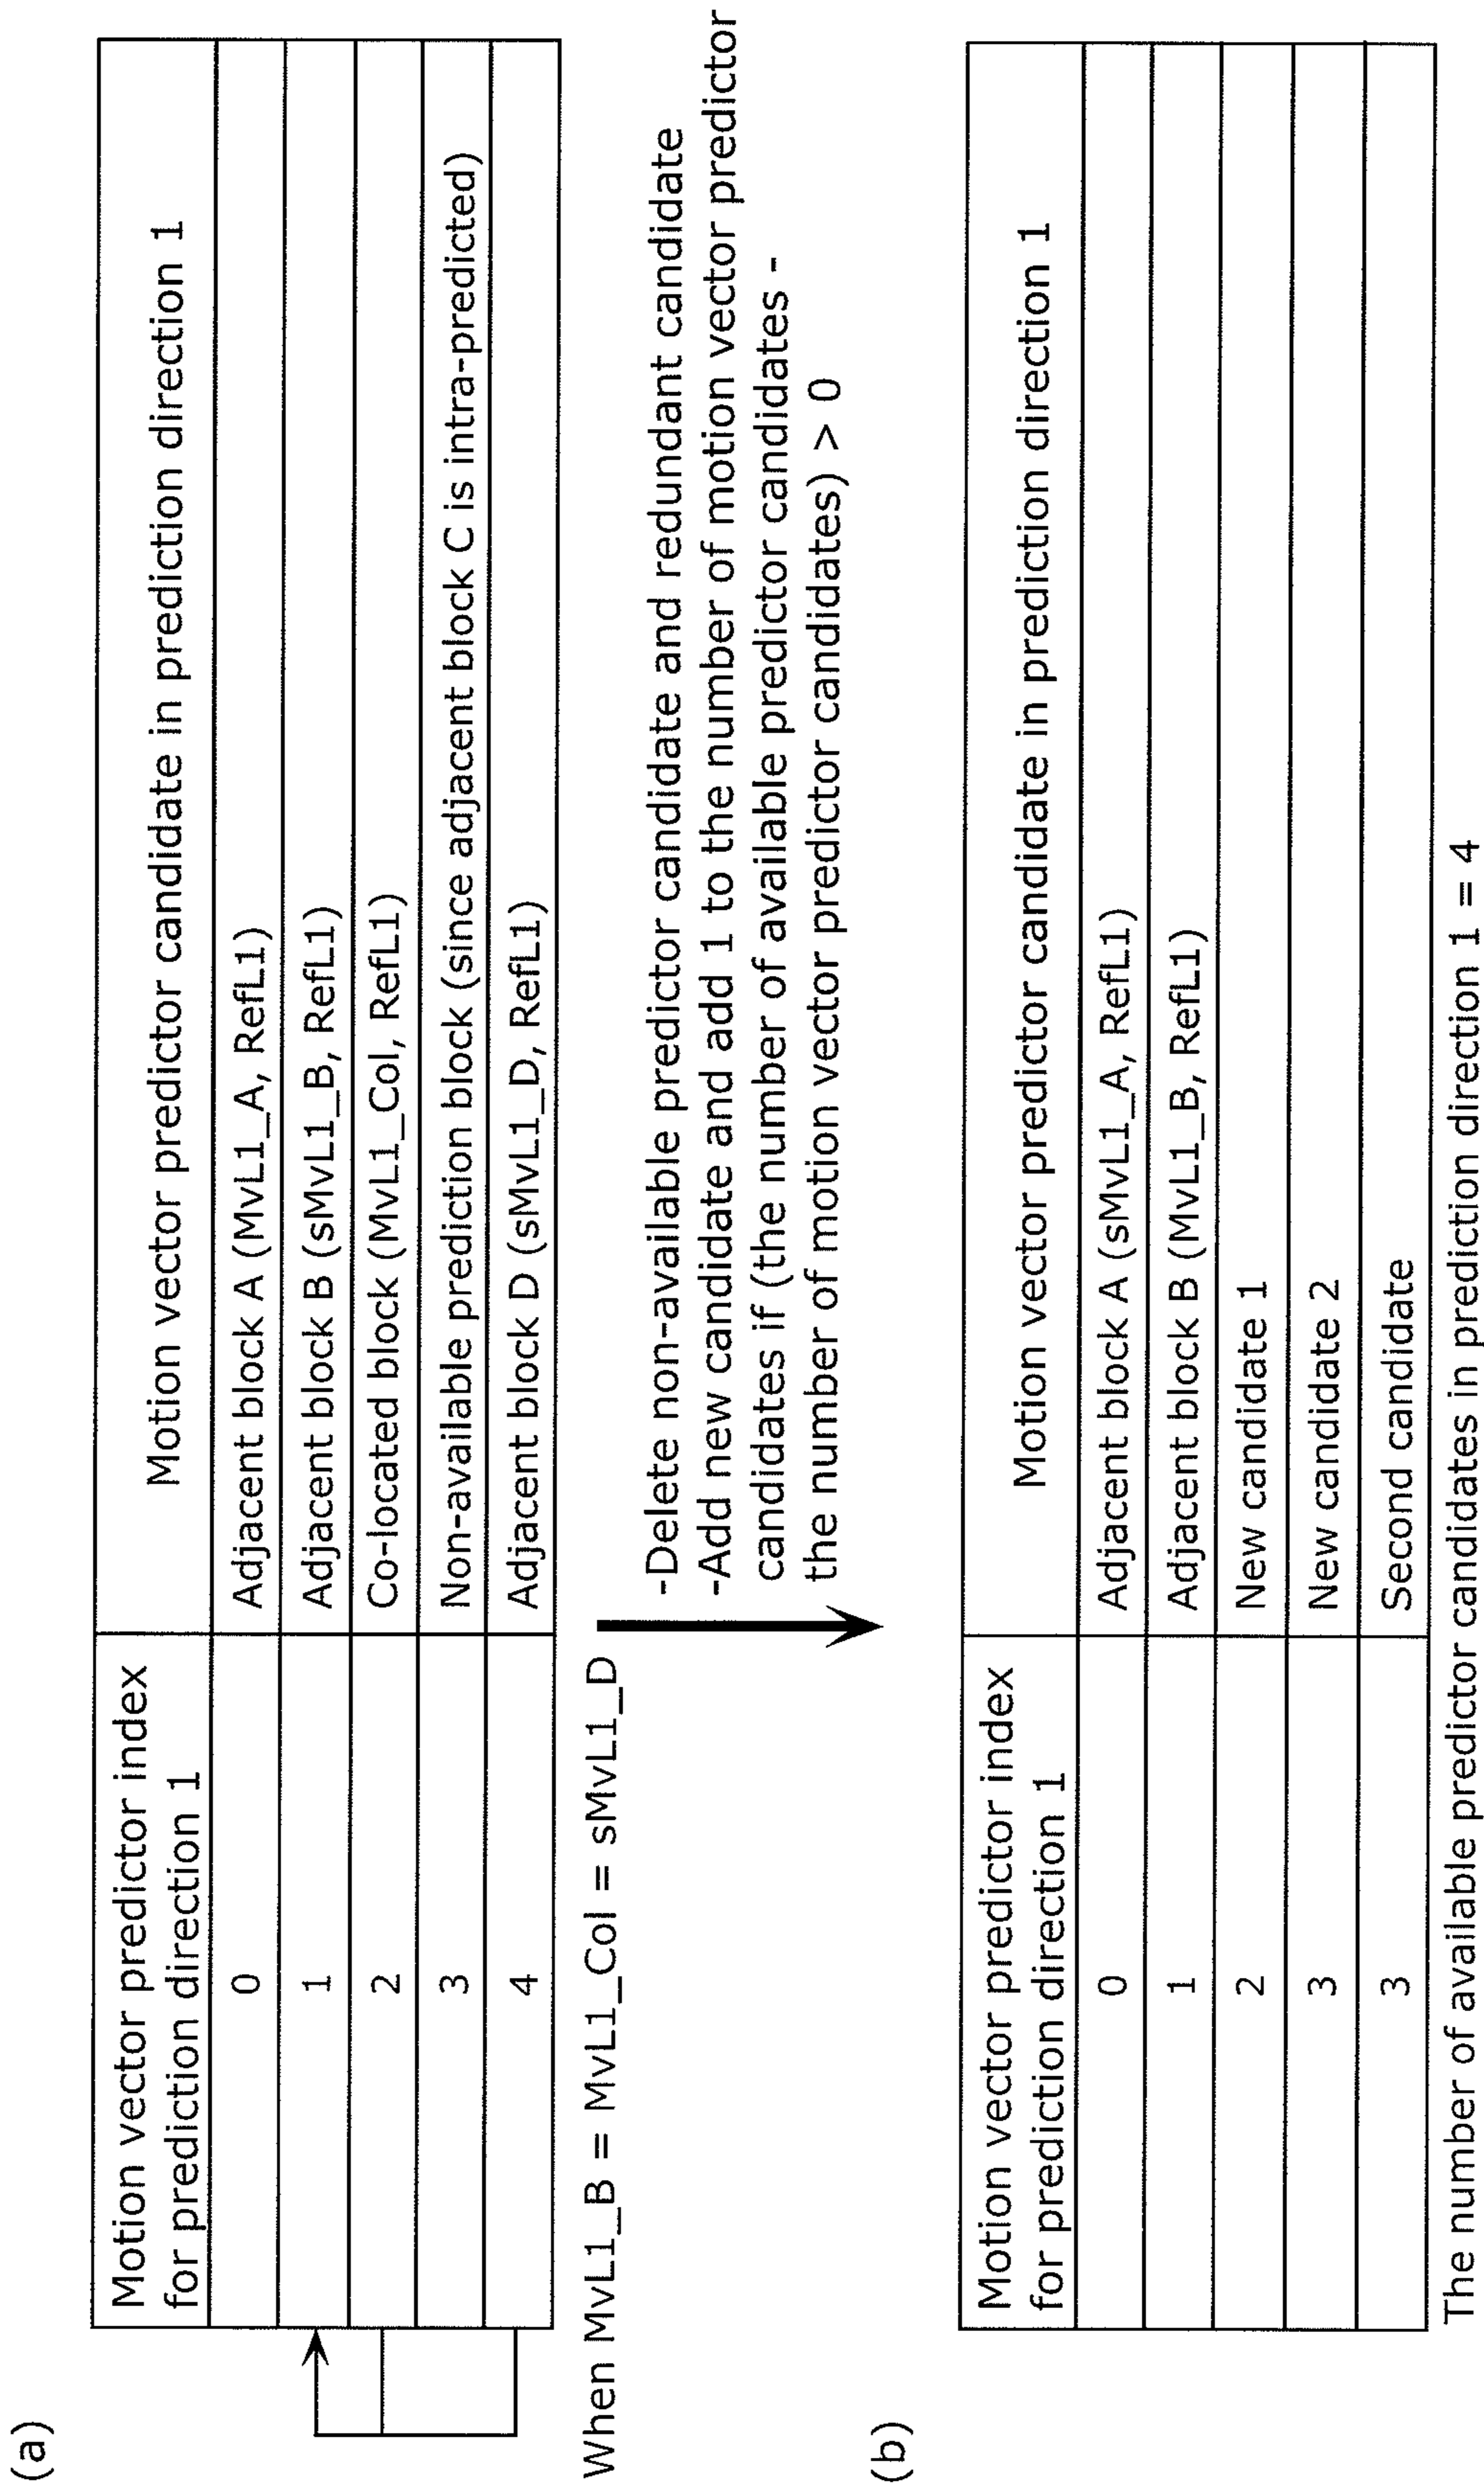 (a)
Motion vector predictor index
for prediction direction 1
Motion vector predictor candidate in prediction direction 1
0
Adjacent block A (MvL1_A, RefL1)
1
Adjacent block B (sMvL1_B, RefL1)
2
Co-located block (MvL1_Col, RefL1)
3
Non-available prediction block (since adjacent block C is intra-predicted)
4
Adjacent block D (sMvL1_D, RefL1)
When MvL1_B = MvL1_Col = sMvL1_D
-Delete non-available predictor candidate and redundant candidate
-Add new candidate and add 1 to the number of motion vector predictor
candidates if (the number of available predictor candidates -
the number of motion vector predictor candidates) > 0
(b)
Motion vector predictor index
for prediction direction 1
Motion vector predictor candidate in prediction direction 1
0
Adjacent block A (sMvL1_A, RefL1)
1
Adjacent block B (MvL1_B, RefL1)
2
New candidate 1
3
New candidate 2
3
Second candidate
The number of available predictor candidates in prediction direction 1 = 4